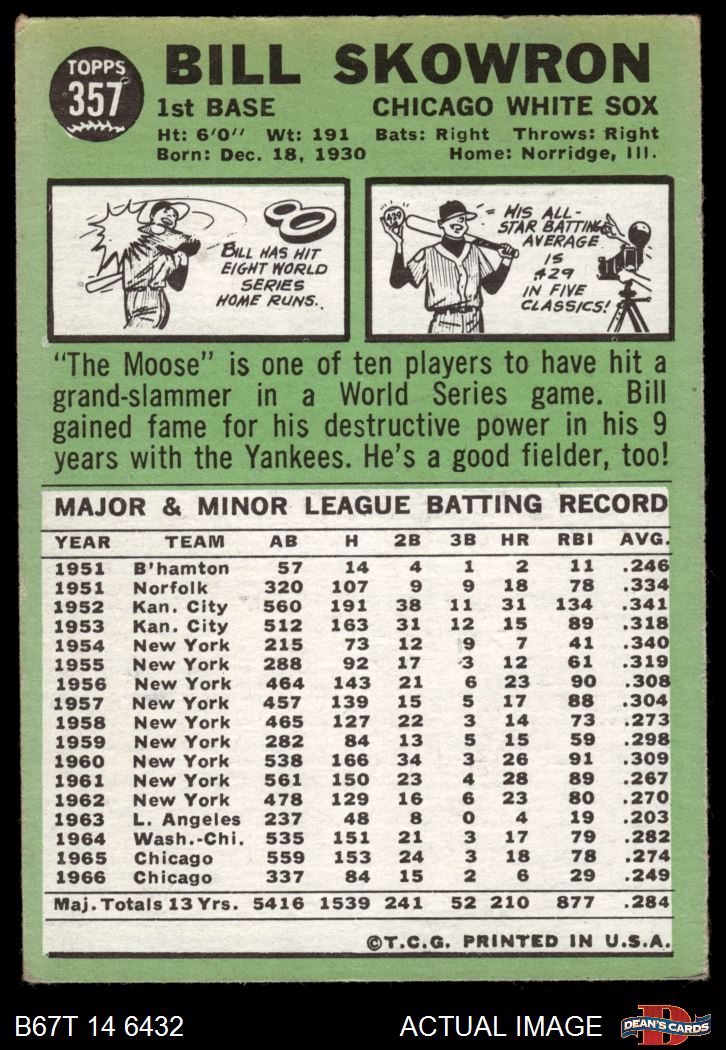 TOPPS
357
BILL SKOWRON
1st BASE CHICAGO WHITE SOX
Ht: 6'0" Wt: 191 Bats: Right Throws: Right
Born: Dec. 18, 1930 Home: Norridge, Ill.
BILL HAS HIT
EIGHT WORLD
SERIES
HOME RUNS..
429
HIS ALL-
STAR BATTING
AVERAGE
IS
.429
IN FIVE
CLASSICS!
"The Moose" is one of ten players to have hit a
grand-slammer in a World Series game. Bill
gained fame for his destructive power in his 9
years with the Yankees. He's a good fielder, too!
MAJOR & MINOR LEAGUE BATTING RECORD
YEAR TEAM AB H 2B 3B HR RBI AVG.
1951 B'hamton 57 14 4 1 2 11 .246
1951 Norfolk 320 107 9 9 18 78 .334
1952 Kan. City 560 191 38 11 31 134 .341
1953 Kan. City 512 163 31 12 15 89 .318
1954 New York 215 73 12 9 7 41 .340
1955 New York 288 92 17 3 12 61 .319
1956 New York 464 143 21 6 23 90 .308
1957 New York 457 139 15 5 17 88 .304
1958 New York 465 127 22 3 14 73 .273
1959 New York 282 84 13 5 15 59 .298
1960 New York 538 166 34 3 26 91 .309
1961 New York 561 150 23 4 28 89 .267
1962 New York 478 129 16 6 23 80 .270
1963 L. Angeles 237 48 8 0 4 19 .203
1964 Wash.-Chi. 535 151 21 3 17 79 .282
1965 Chicago 559 153 24 3 18 78 .274
1966 Chicago 337 84 15 2 6 29 .249
Maj. Totals 13 Yrs. 5416 1539 241 52 210 877 .284
©T.C.G. PRINTED IN U.S.A.
B67T 14 6432 ACTUAL IMAGE
D
DEAN'S CARDS